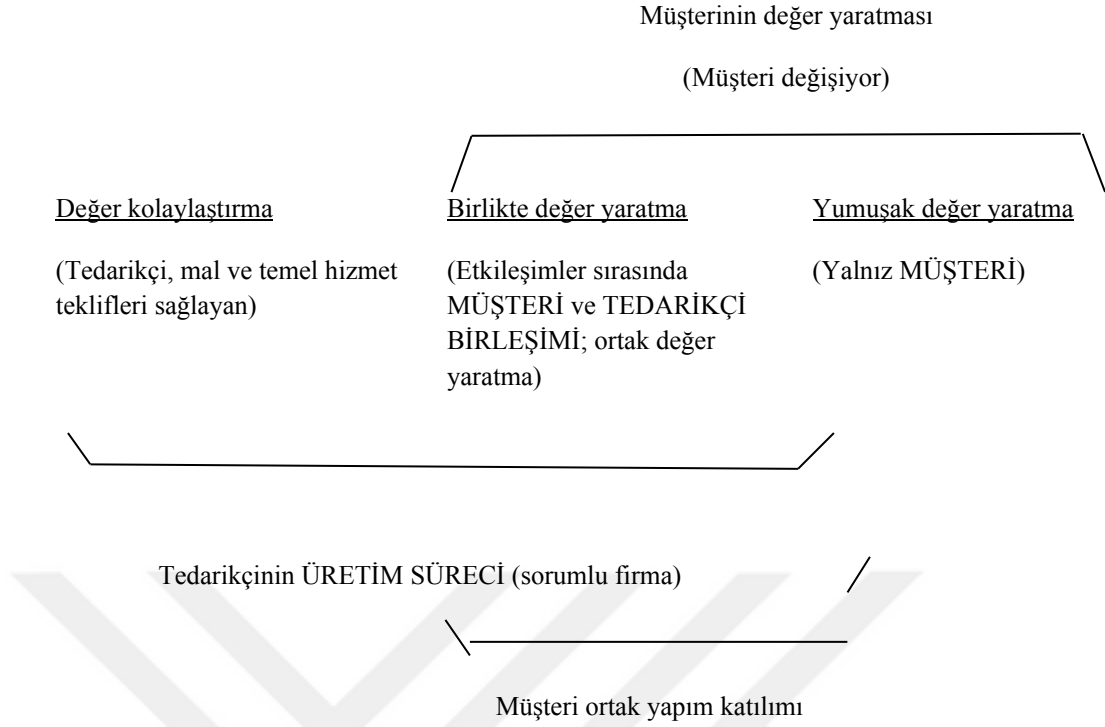 Müşterinin değer yaratması
(Müşteri değişiyor)
Değer kolaylaştırma
(Tedarikçi, mal ve temel hizmet
teklifleri sağlayan)
Birlikte değer yaratma
(Etkileşimler sırasında
MÜŞTERİ ve TEDARİKÇİ
BİRLEŞİMİ; ortak değer
yaratma)
Yumuşak değer yaratma
(Yalnız MÜŞTERİ)
Tedarikçinin ÜRETİM SÜRECİ (sorumlu firma)
Müşteri ortak yapım katılımı